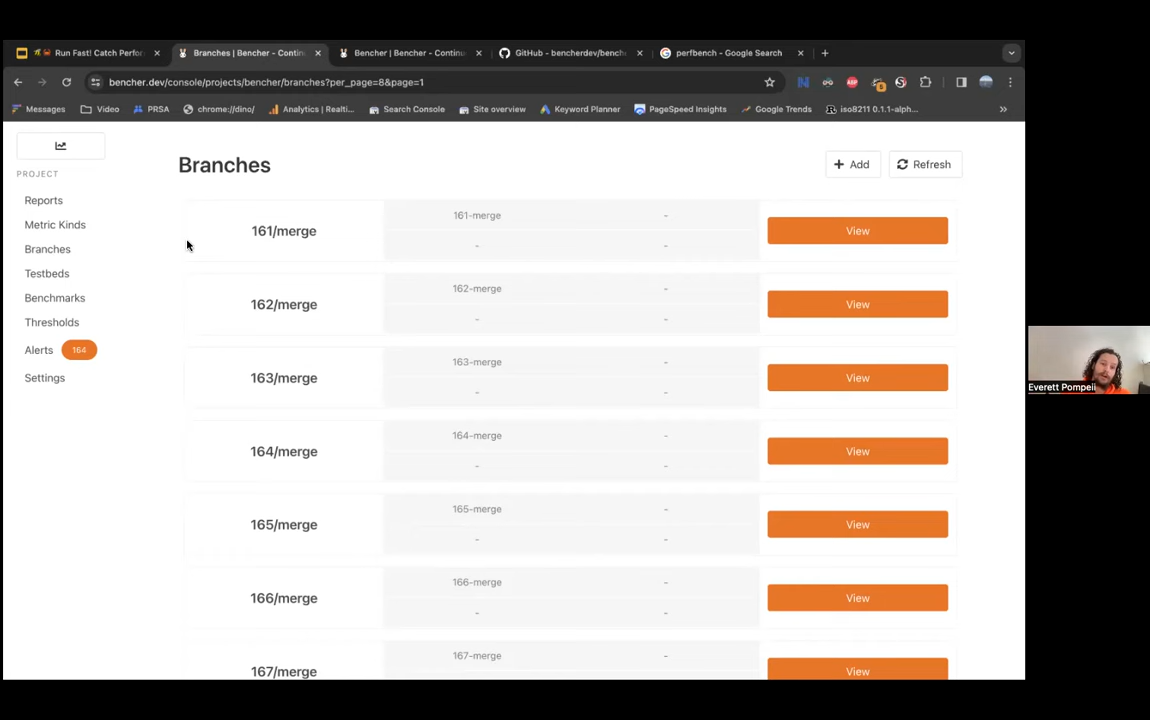 Run Fast! Catch Perfo
Branches | Bencher - Contin
Bencher | Bencher - Continu
GitHub - bencherdev/benche
perfbench - Google Search
bencher.dev/console/projects/bencher/branches?per_page=8&page=1
Messages
Video
PRSA
chrome://dino/
Analytics | Realti...
Search Console
Site overview
Keyword Planner
PageSpeed Insights
Google Trends
iso8211 0.1.1-alph...
»
PROJECT
Reports
Metric Kinds
Branches
Testbeds
Benchmarks
Thresholds
Alerts 164
Settings
Branches
+ Add
Refresh
161/merge
161-merge
-
-
-
View
162/merge
162-merge
-
-
-
View
163/merge
163-merge
-
-
-
View
164/merge
164-merge
-
-
-
View
165/merge
165-merge
-
-
-
View
166/merge
166-merge
-
-
-
View
167/merge
167-merge
-
View
Everett Pompeii